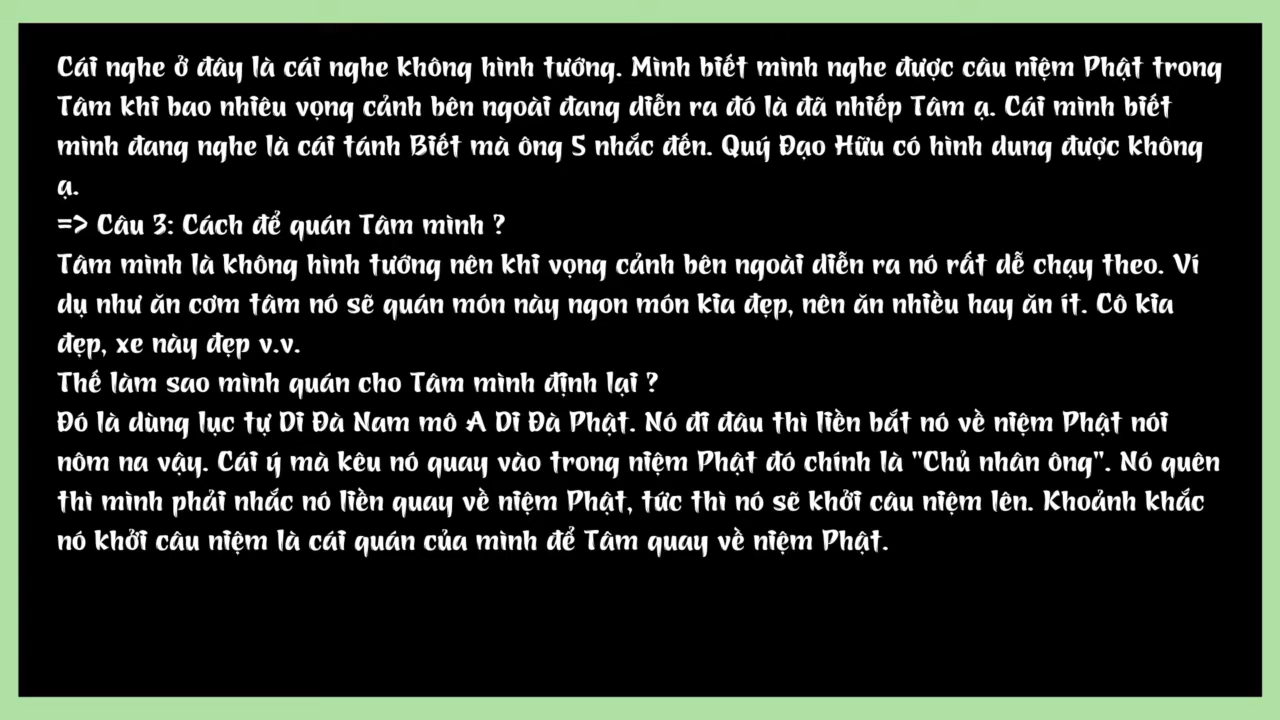 Cái nghe ở đây là cái nghe không hình tướng. Mình biết mình nghe được câu niệm Phật trong
Tâm khi bao nhiêu vọng cảnh bên ngoài đang diễn ra đó là đã nhiếp Tâm ạ. Cái mình biết
mình đang nghe là cái tánh Biết mà ông 5 nhắc đến. Quý Đạo Hữu có hình dung được không
ạ.
=> Câu 3: Cách để quán Tâm mình ?
Tâm mình là không hình tướng nên khi vọng cảnh bên ngoài diễn ra nó rất dễ chạy theo. Ví
dụ như ăn cơm tâm nó sẽ quán món này ngon món kia đẹp, nên ăn nhiều hay ăn ít. Cô kia
đẹp, xe này đẹp v.v.
Thế làm sao mình quán cho Tâm mình định lại ?
Đó là dùng lục tự Di Đà Nam mô A Di Đà Phật. Nó đi đâu thì liền bắt nó về niệm Phật nói
nôm na vậy. Cái ý mà kêu nó quay vào trong niệm Phật đó chính là "Chủ nhân ông". Nó quên
thì mình phải nhắc nó liền quay về niệm Phật, tức thì nó sẽ khởi câu niệm lên. Khoảnh khắc
nó khởi câu niệm là cái quán của mình để Tâm quay về niệm Phật.